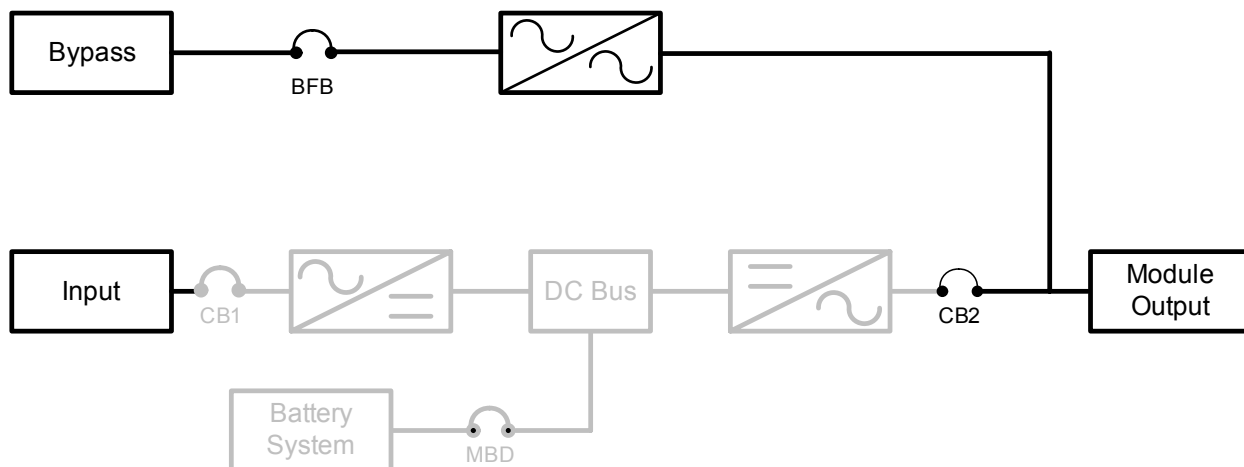 Bypass
BFB
Input
CB1
DC Bus
CB2
Module
Output
Battery
System
MBD